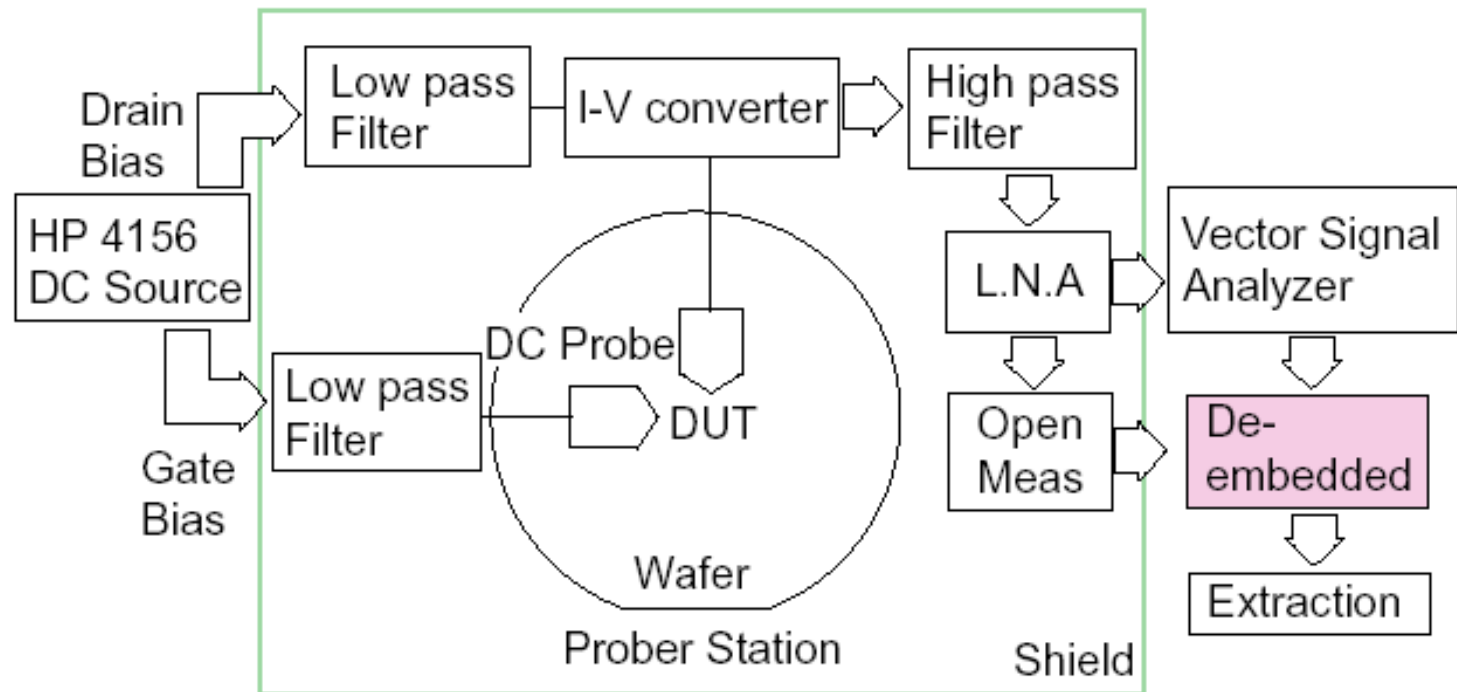 Drain
Bias
Low pass
Filter
I-V converter
High pass
Filter
HP 4156
DC Source
L.N.A
Vector Signal
Analyzer
DC Probe
Low pass
Filter
DUT
Open
Meas
De-
embedded
Gate
Bias
Wafer
Extraction
Prober Station
Shield